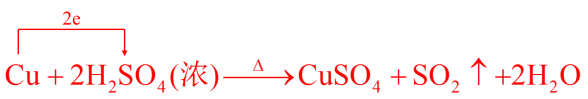 2e
Cu + 2H₂SO₄(浓) —Δ→ CuSO₄ + SO₂ ↑ +2H₂O